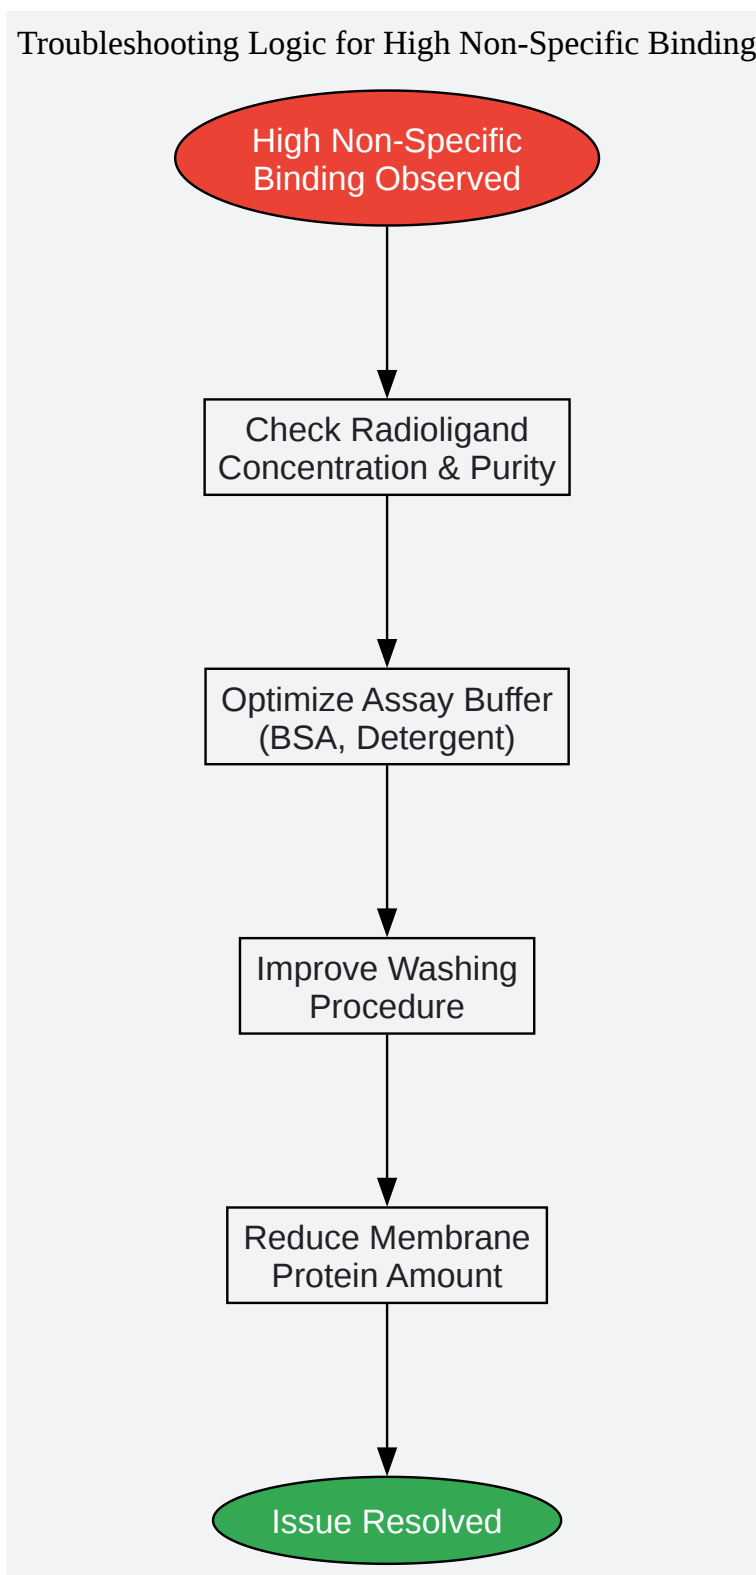 Troubleshooting Logic for High Non-Specific Binding
High Non-Specific
Binding Observed
Check Radioligand
Concentration & Purity
Optimize Assay Buffer
(BSA, Detergent)
Improve Washing
Procedure
Reduce Membrane
Protein Amount
Issue Resolved